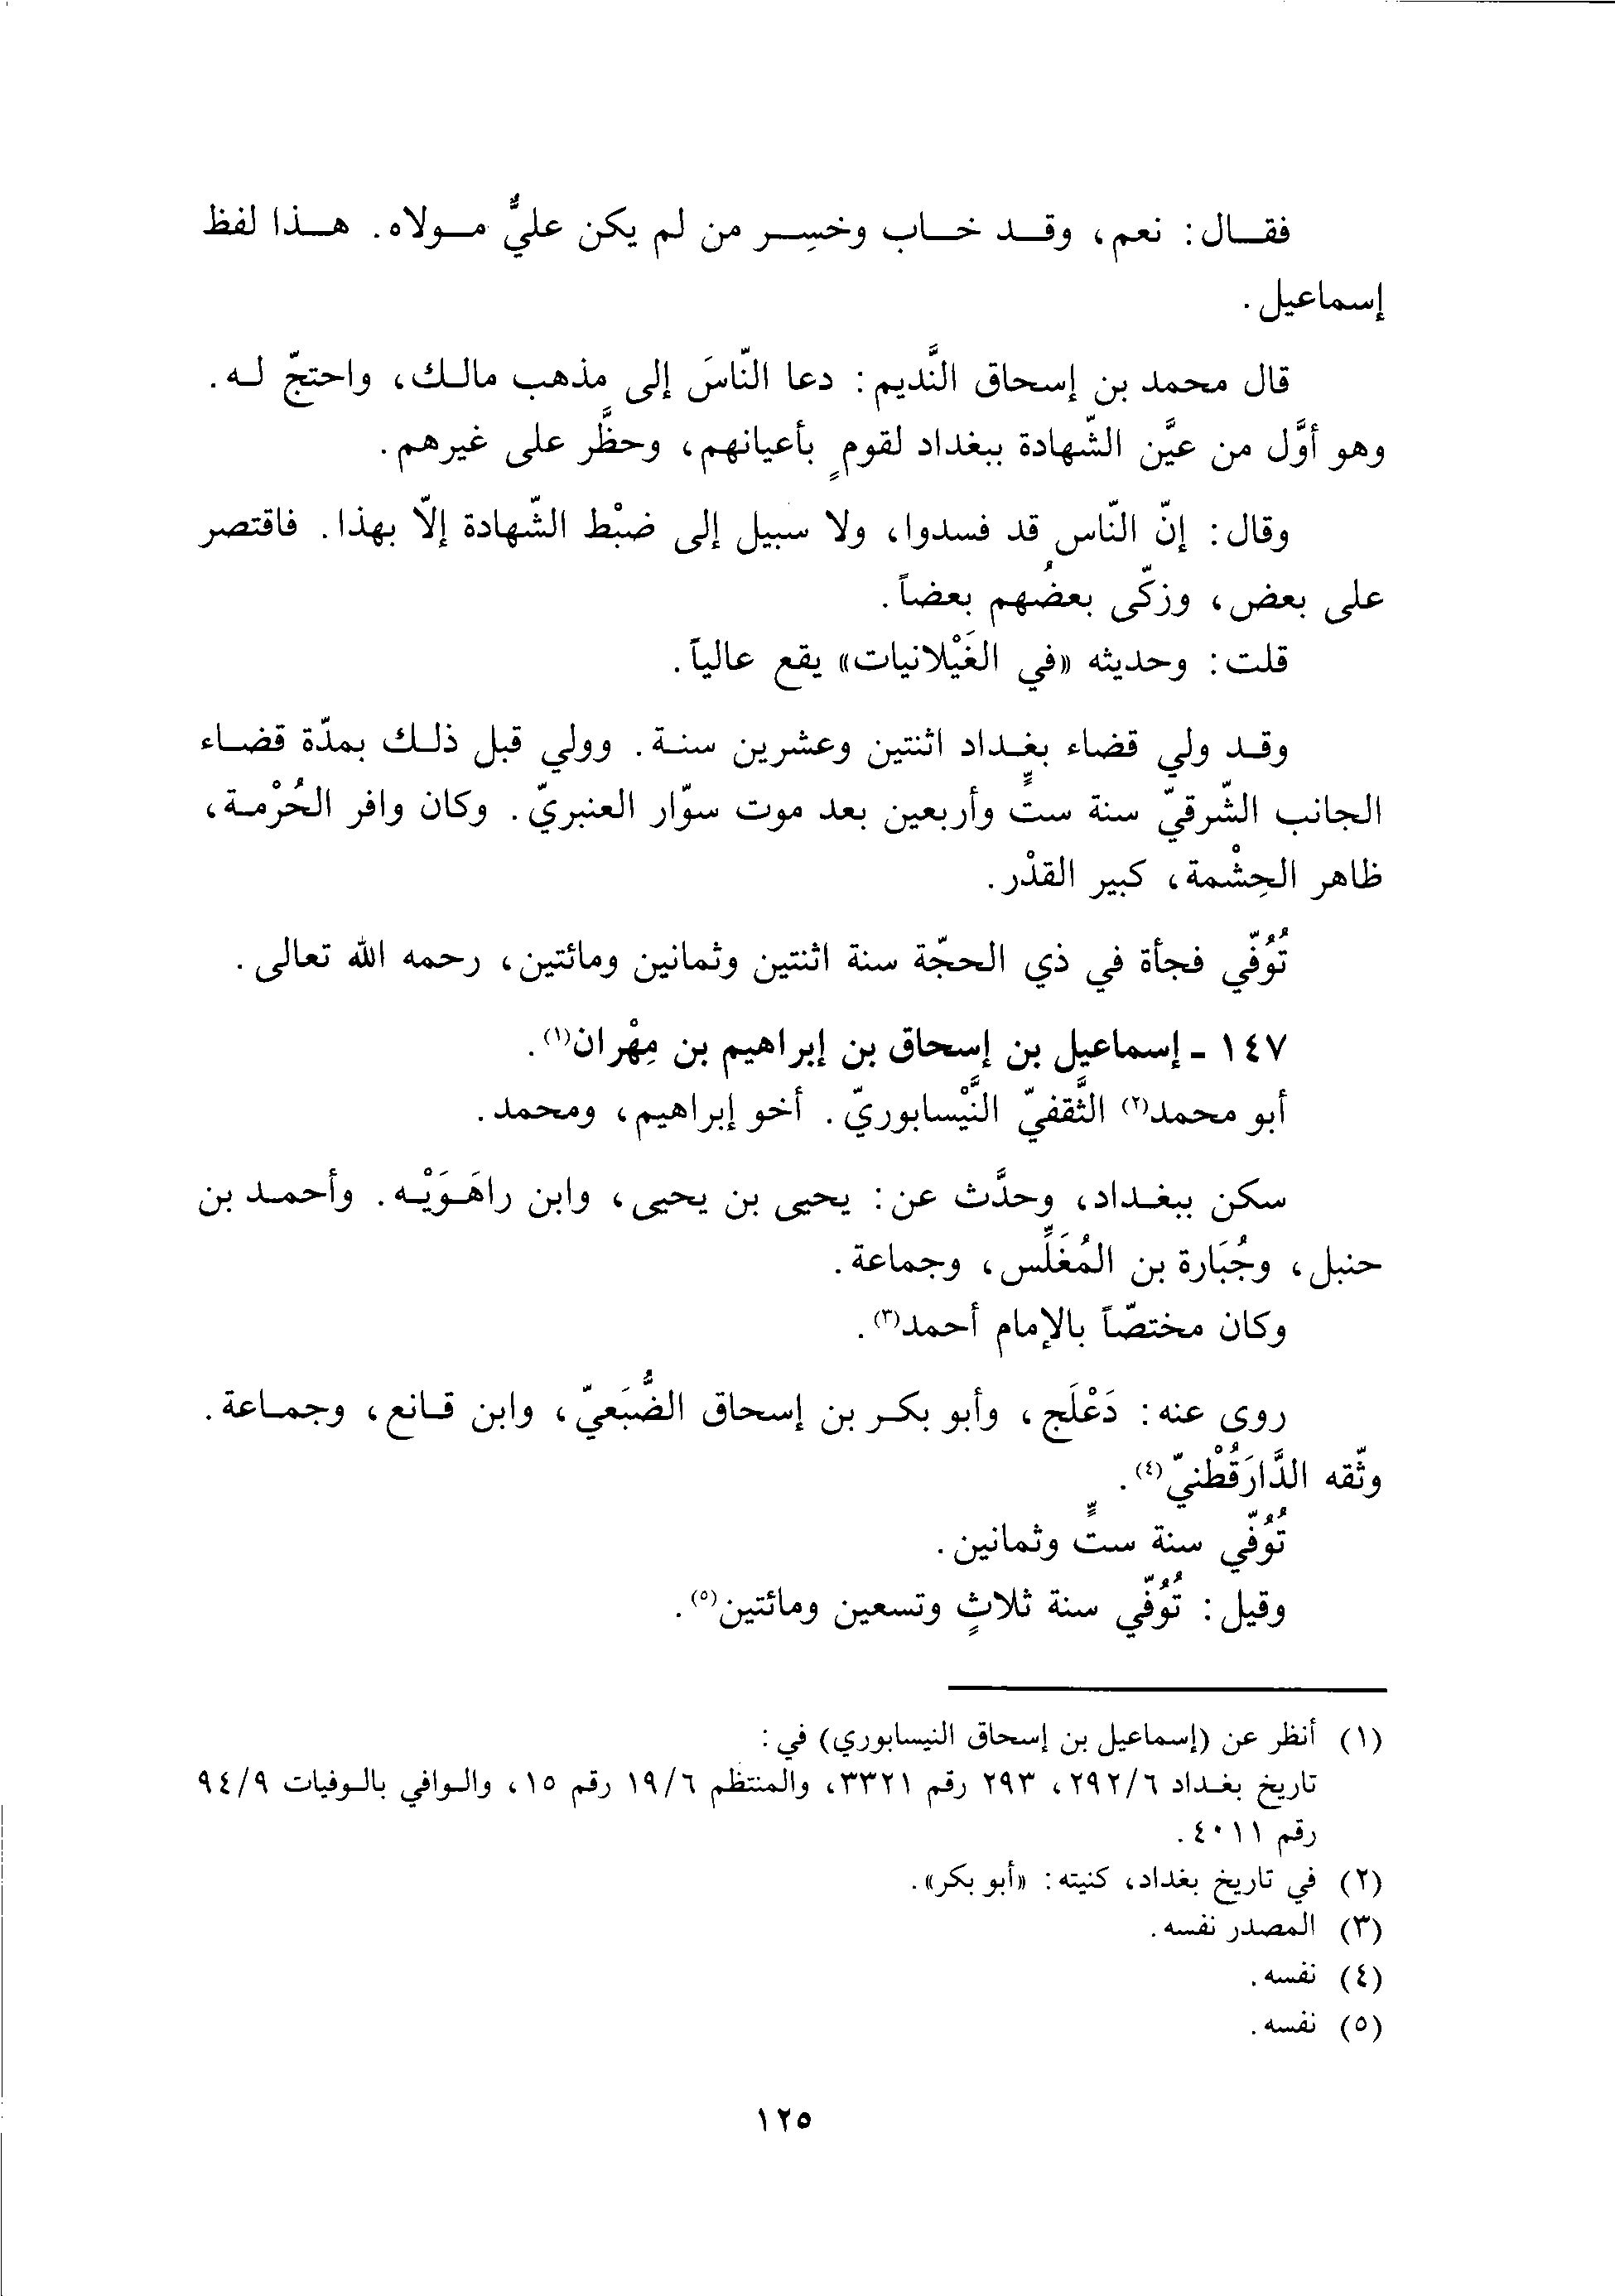 فقال: نعم، وقد خاب وخسِر من لم يكن عليٌّ مولاه. هذا لفظ
إسماعيل.
قال محمد بن إسحاق النَّديم: دعا النّاسَ إلى مذهب مالك، واحتجّ له.
وهو أوَّل من عيَّن الشّهادة ببغداد لقومٍ بأعيانهم، وحظَّر على غيرهم.
وقال: إنّ النّاس قد فسدوا، ولا سبيل إلى ضبْط الشّهادة إلّا بهذا. فاقتصر
على بعض، وزكّى بعضُهم بعضاً.
قلت: وحديثه «في الغَيْلانيات» يقع عالياً.
وقد ولي قضاء بغداد اثنتين وعشرين سنة. وولي قبل ذلك بمدّة قضاء
الجانب الشّرقيّ سنة ستٍّ وأربعين بعد موت سوّار العنبريّ. وكان وافر الحُرْمة،
ظاهر الحِشْمة، كبير القدْر.
تُوُفّي فجأة في ذي الحجّة سنة اثنتين وثمانين ومائتين، رحمه الله تعالى.
١٤٧ - إسماعيل بن إسحاق بن إبراهيم بن مِهْران(١).
أبو محمد(٢) الثَّقفيّ النَّيْسابوريّ. أخو إبراهيم، ومحمد.
سكن ببغداد، وحدَّث عن: يحيى بن يحيى، وابن راهَوَيْه. وأحمد بن
حنبل، وجُبَارة بن المُغَلِّس، وجماعة.
وكان مختصّاً بالإمام أحمد(٣).
روى عنه: دَعْلَج، وأبو بكر بن إسحاق الضُّبَعيّ، وابن قانع، وجماعة.
وثّقه الدَّارَقُطْنيّ(٤).
تُوُفّي سنة ستٍّ وثمانين.
وقيل: تُوُفّي سنة ثلاثٍ وتسعين ومائتين(٥).
(١) أنظر عن (إسماعيل بن إسحاق النيسابوري) في:
تاريخ بغداد ٢٩٢/٦، ٢٩٣ رقم ٣٣٢١، والمنتظم ١٩/٦ رقم ١٥، والوافي بالوفيات ٩٤/٩
رقم ٤٠١١.
(٢) في تاريخ بغداد، كنيته: «أبو بكر».
(٣) المصدر نفسه.
(٤) نفسه.
(٥) نفسه.
١٢٥